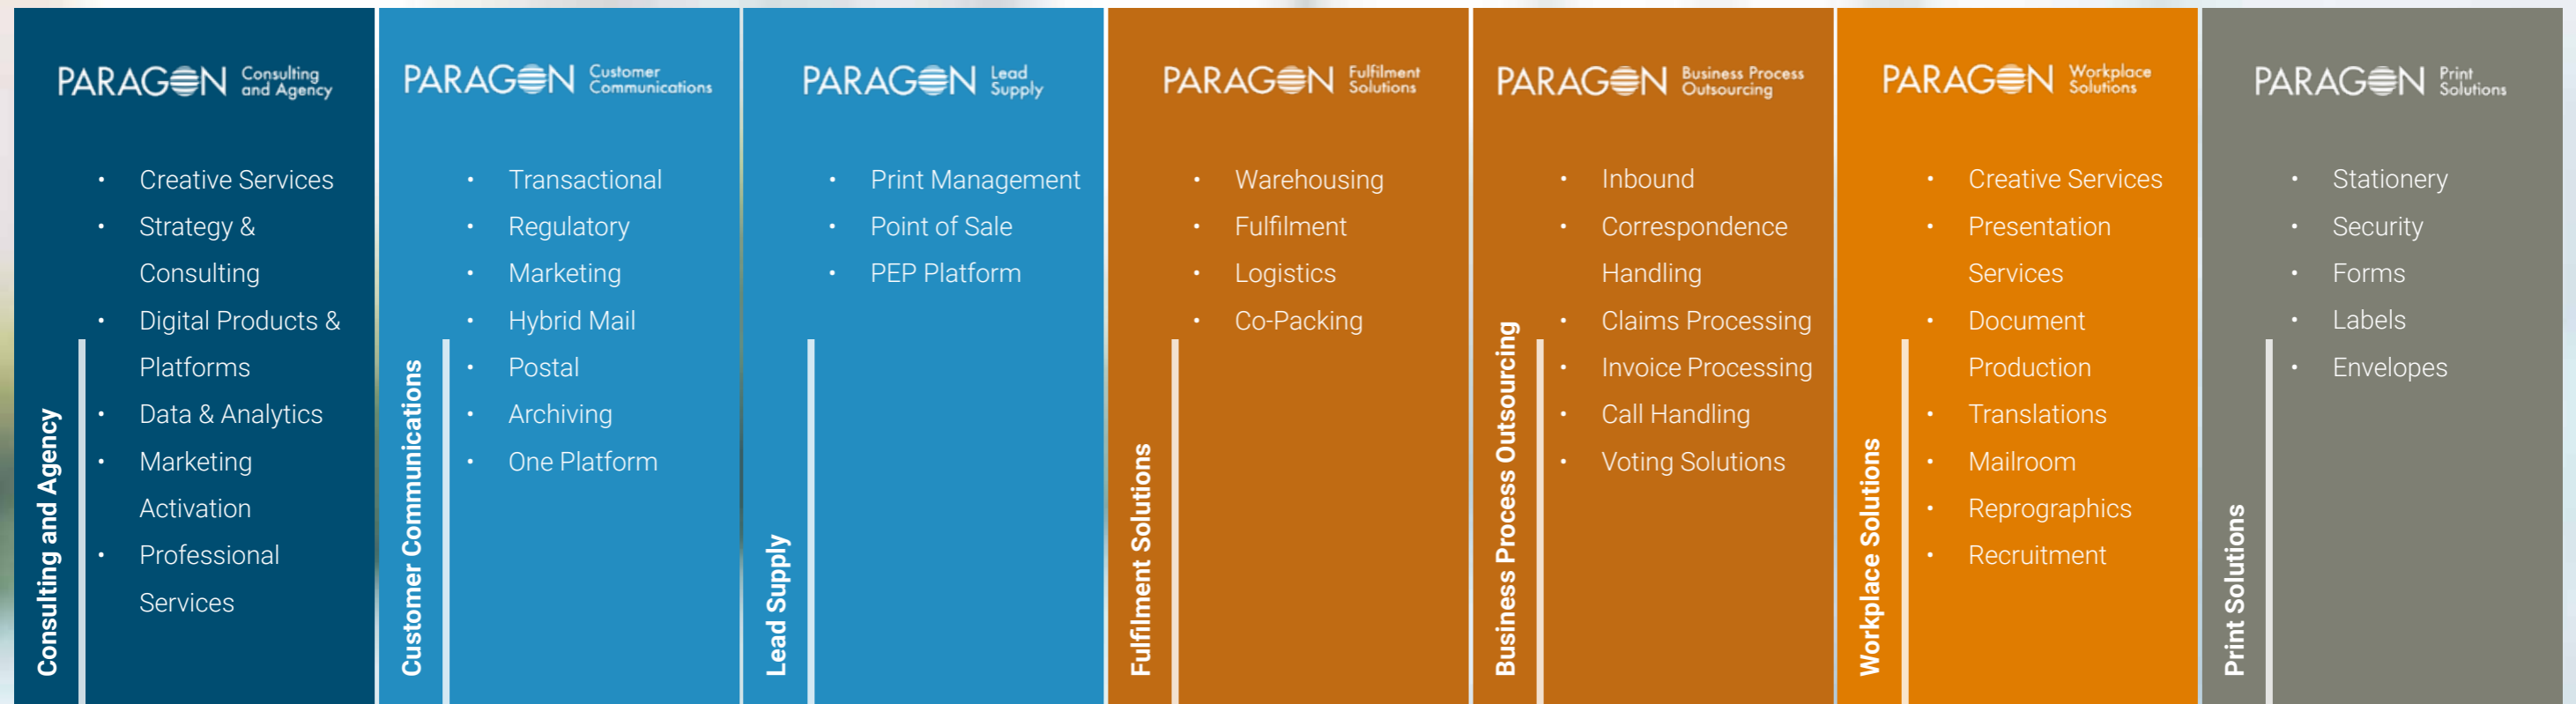 PARAGON Consulting
and Agency
Creative Services
Strategy &
Consulting
Digital Products &
Platforms
Data & Analytics
Marketing
Activation
Professional
Services
Consulting and Agency
PARAGON Customer
Communications
Transactional
Regulatory
Marketing
Hybrid Mail
Postal
Archiving
One Platform
Customer Communications
PARAGON Lead
Supply
Print Management
Point of Sale
PEP Platform
Lead Supply
PARAGON Fulfilment
Solutions
Warehousing
Fulfilment
Logistics
Co-Packing
Fulfilment Solutions
PARAGON Business Process
Outsourcing
Inbound
Correspondence
Handling
Claims Processing
Invoice Processing
Call Handling
Voting Solutions
Business Process Outsourcing
PARAGON Workplace
Solutions
Creative Services
Presentation
Services
Document
Production
Translations
Mailroom
Reprographics
Recruitment
Workplace Solutions
PARAGON Print
Solutions
Stationery
Security
Forms
Labels
Envelopes
Print Solutions